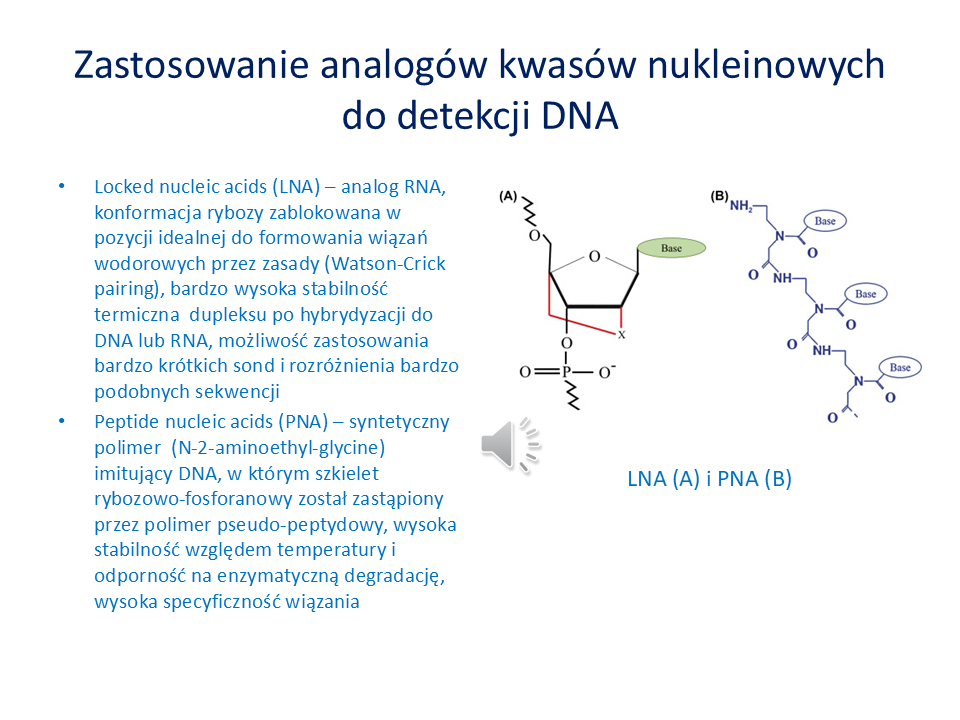 Zastosowanie analogów kwasów nukleinowych
do detekcji DNA
• Locked nucleic acids (LNA) – analog RNA,
konformacja rybozy zablokowana w
pozycji idealnej do formowania wiązań
wodorowych przez zasady (Watson-Crick
pairing), bardzo wysoka stabilność
termiczna dupleksu po hybrydyzacji do
DNA lub RNA, możliwość zastosowania
bardzo krótkich sond i rozróżnienia bardzo
podobnych sekwencji
• Peptide nucleic acids (PNA) – syntetyczny
polimer (N-2-aminoethyl-glycine)
imitujący DNA, w którym szkielet
rybozowo-fosforanowy został zastąpiony
przez polimer pseudo-peptydowy, wysoka
stabilność względem temperatury i
odporność na enzymatyczną degradację,
wysoka specyficzność wiązania
(A)
O
O
Base
X
O
O
P
O⁻
(B)
NH₂
Base
N
O
O
NH
Base
N
O
O
NH
Base
N
O
O
LNA (A) i PNA (B)